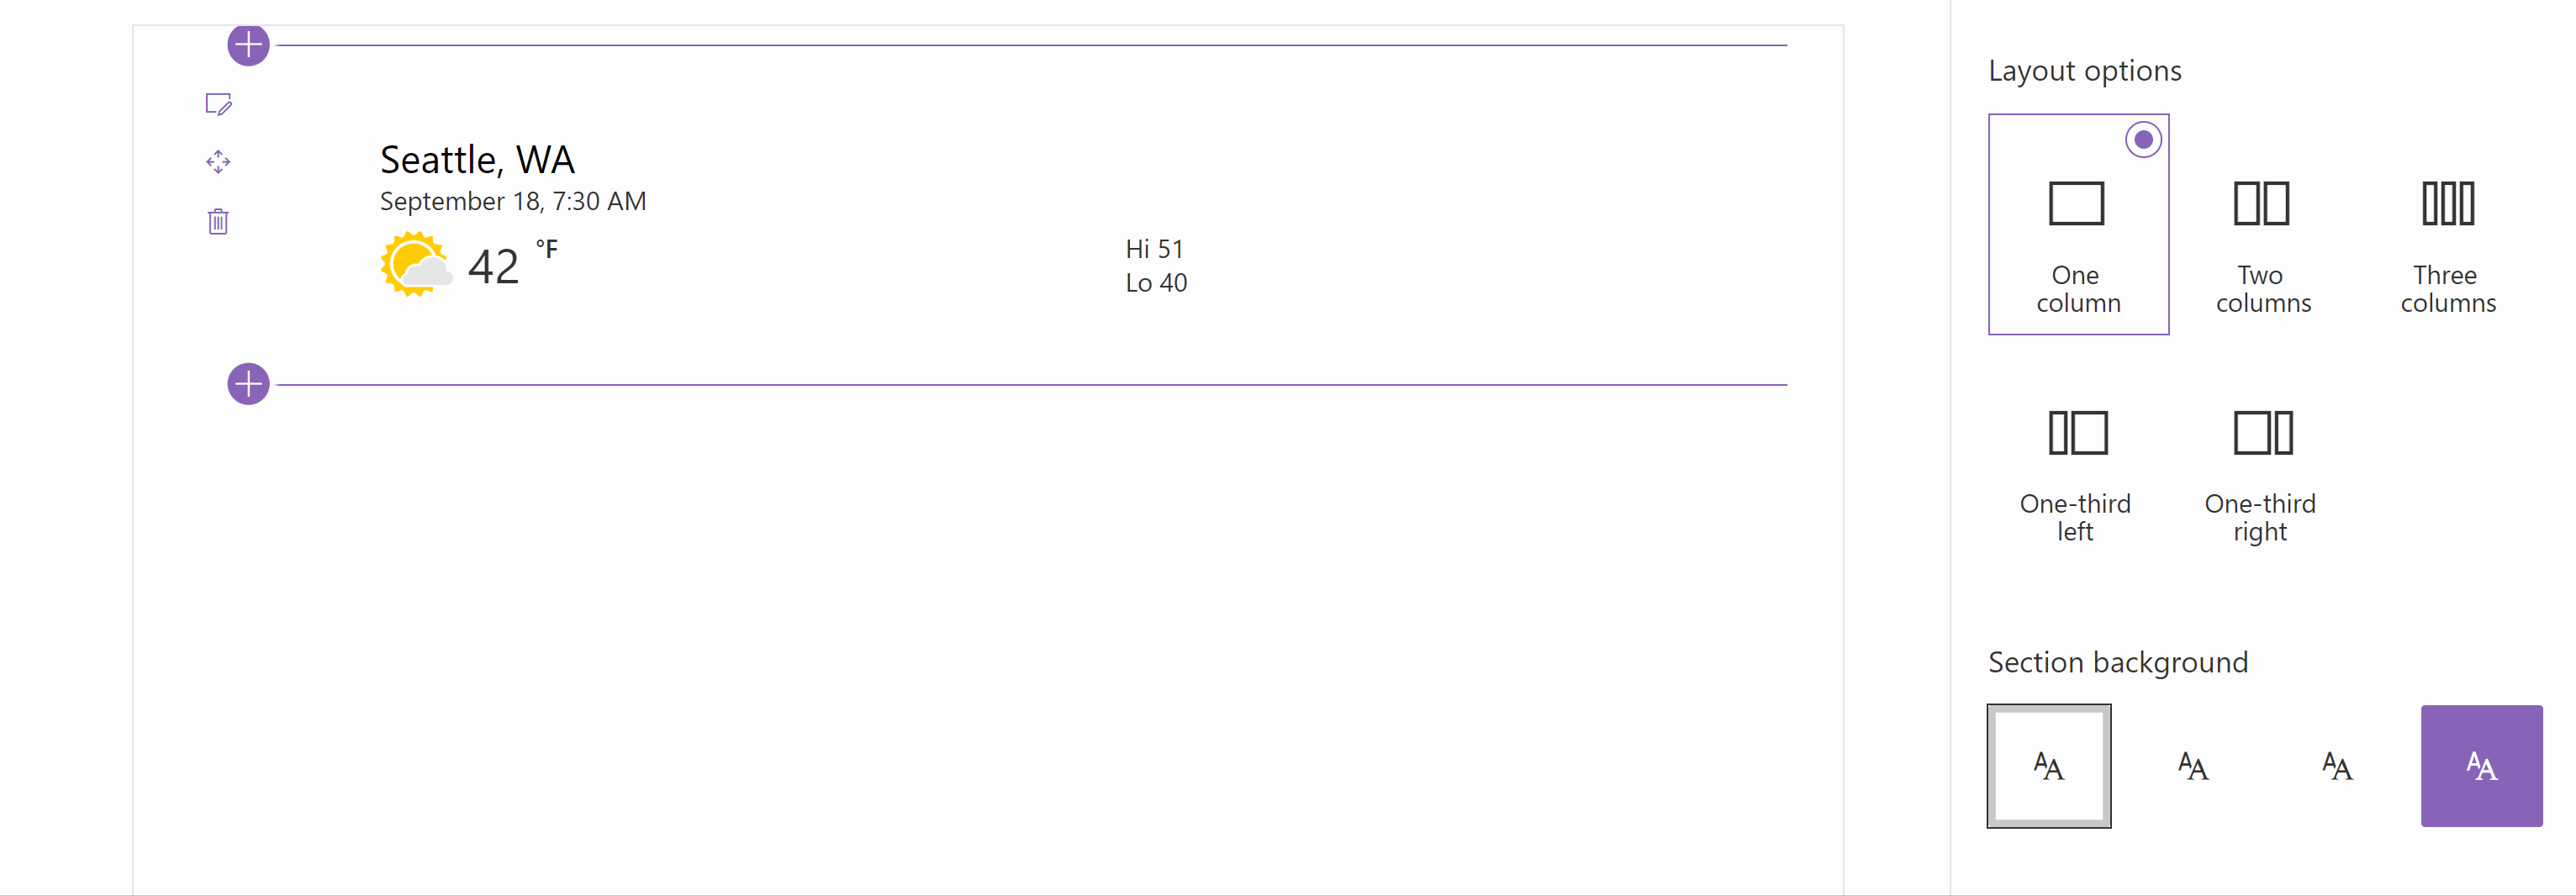 Seattle, WA
September 18, 7:30 AM
42 °F
Hi 51
Lo 40
Layout options
One
column
Two
columns
Three
columns
One-third
left
One-third
right
Section background
AA
AA
AA
AA